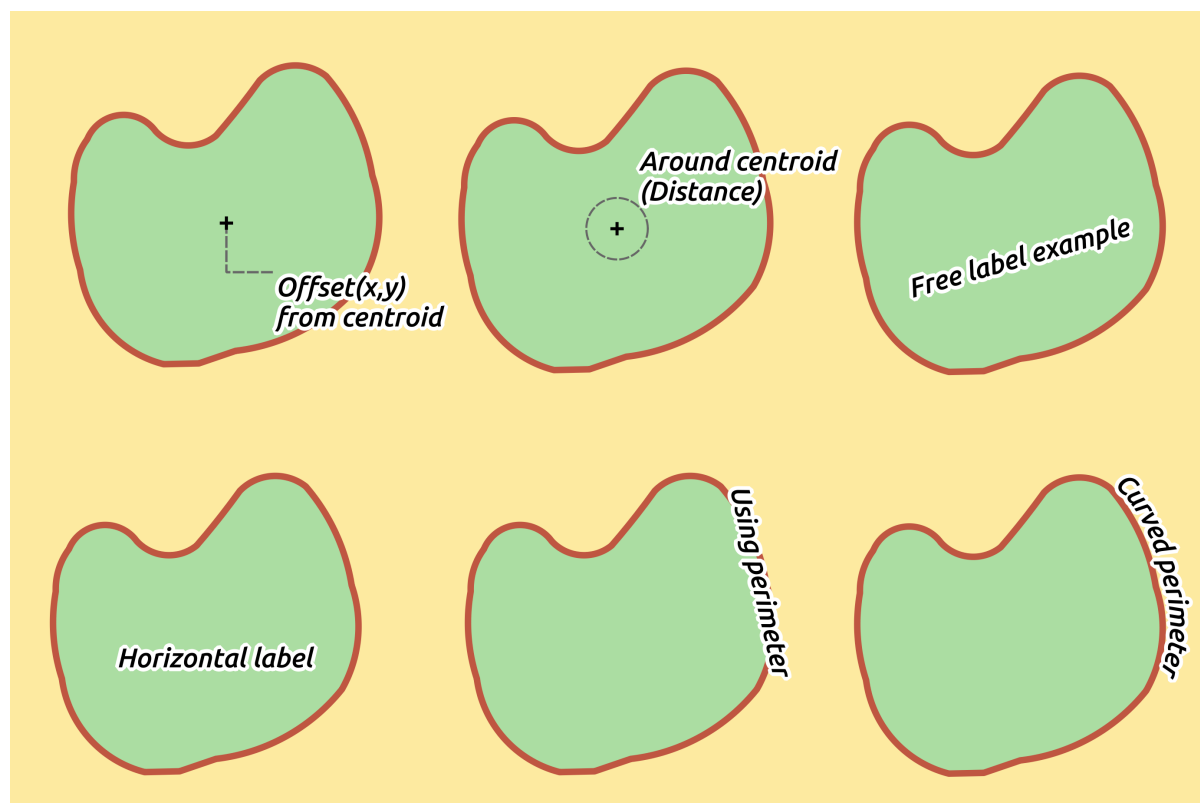 Offset(x,y)
from centroid
Around centroid
(Distance)
Free label example
Horizontal label
Using perimeter
Curved perimeter